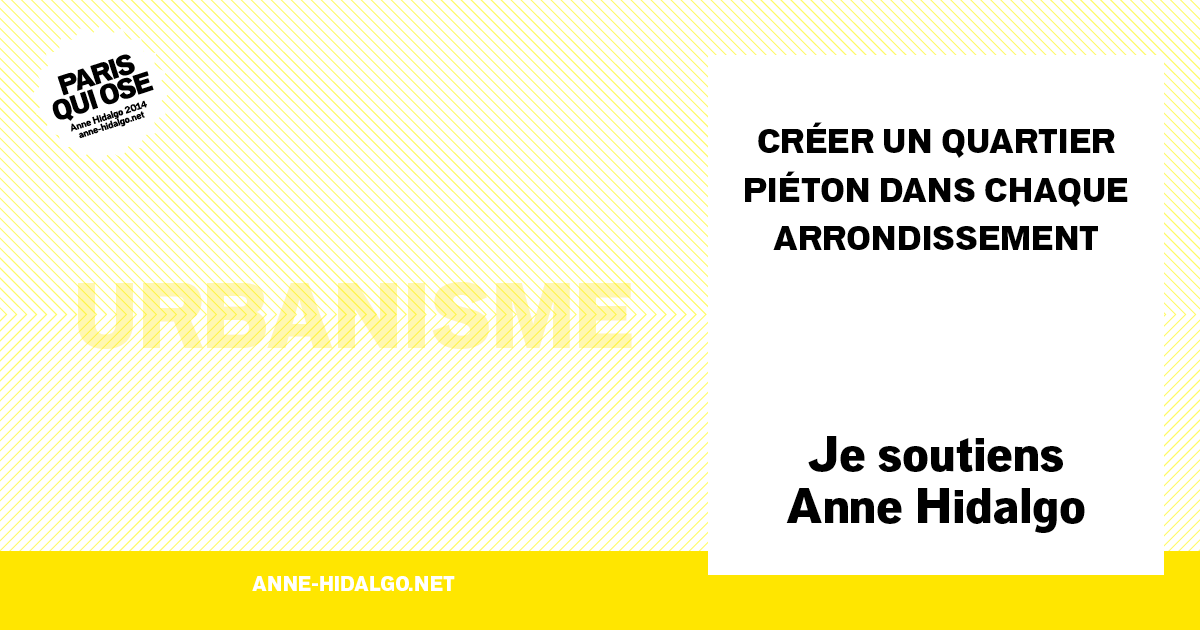 PARIS
QUI OSE
Anne Hidalgo 2014
anne-hidalgo.net
URBANISME
CRÉER UN QUARTIER
PIÉTON DANS CHAQUE
ARRONDISSEMENT
Je soutiens
Anne Hidalgo
ANNE-HIDALGO.NET